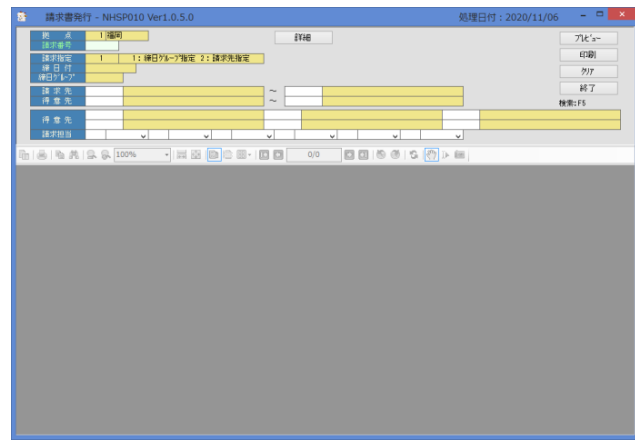 請求書発行 - NHSP010 Ver1.0.5.0 処理日付：2020/11/06
拠 点 1 福岡 詳細 プレビュー
請求番号
請求指定 1 1：締日グループ指定 2：請求先指定 印刷
締 日 付 クリア
締日グループ
請 求 先 ～ 終了
得 意 先 ～ 検索:F5
得 意 先
請求担当
100% 0/0